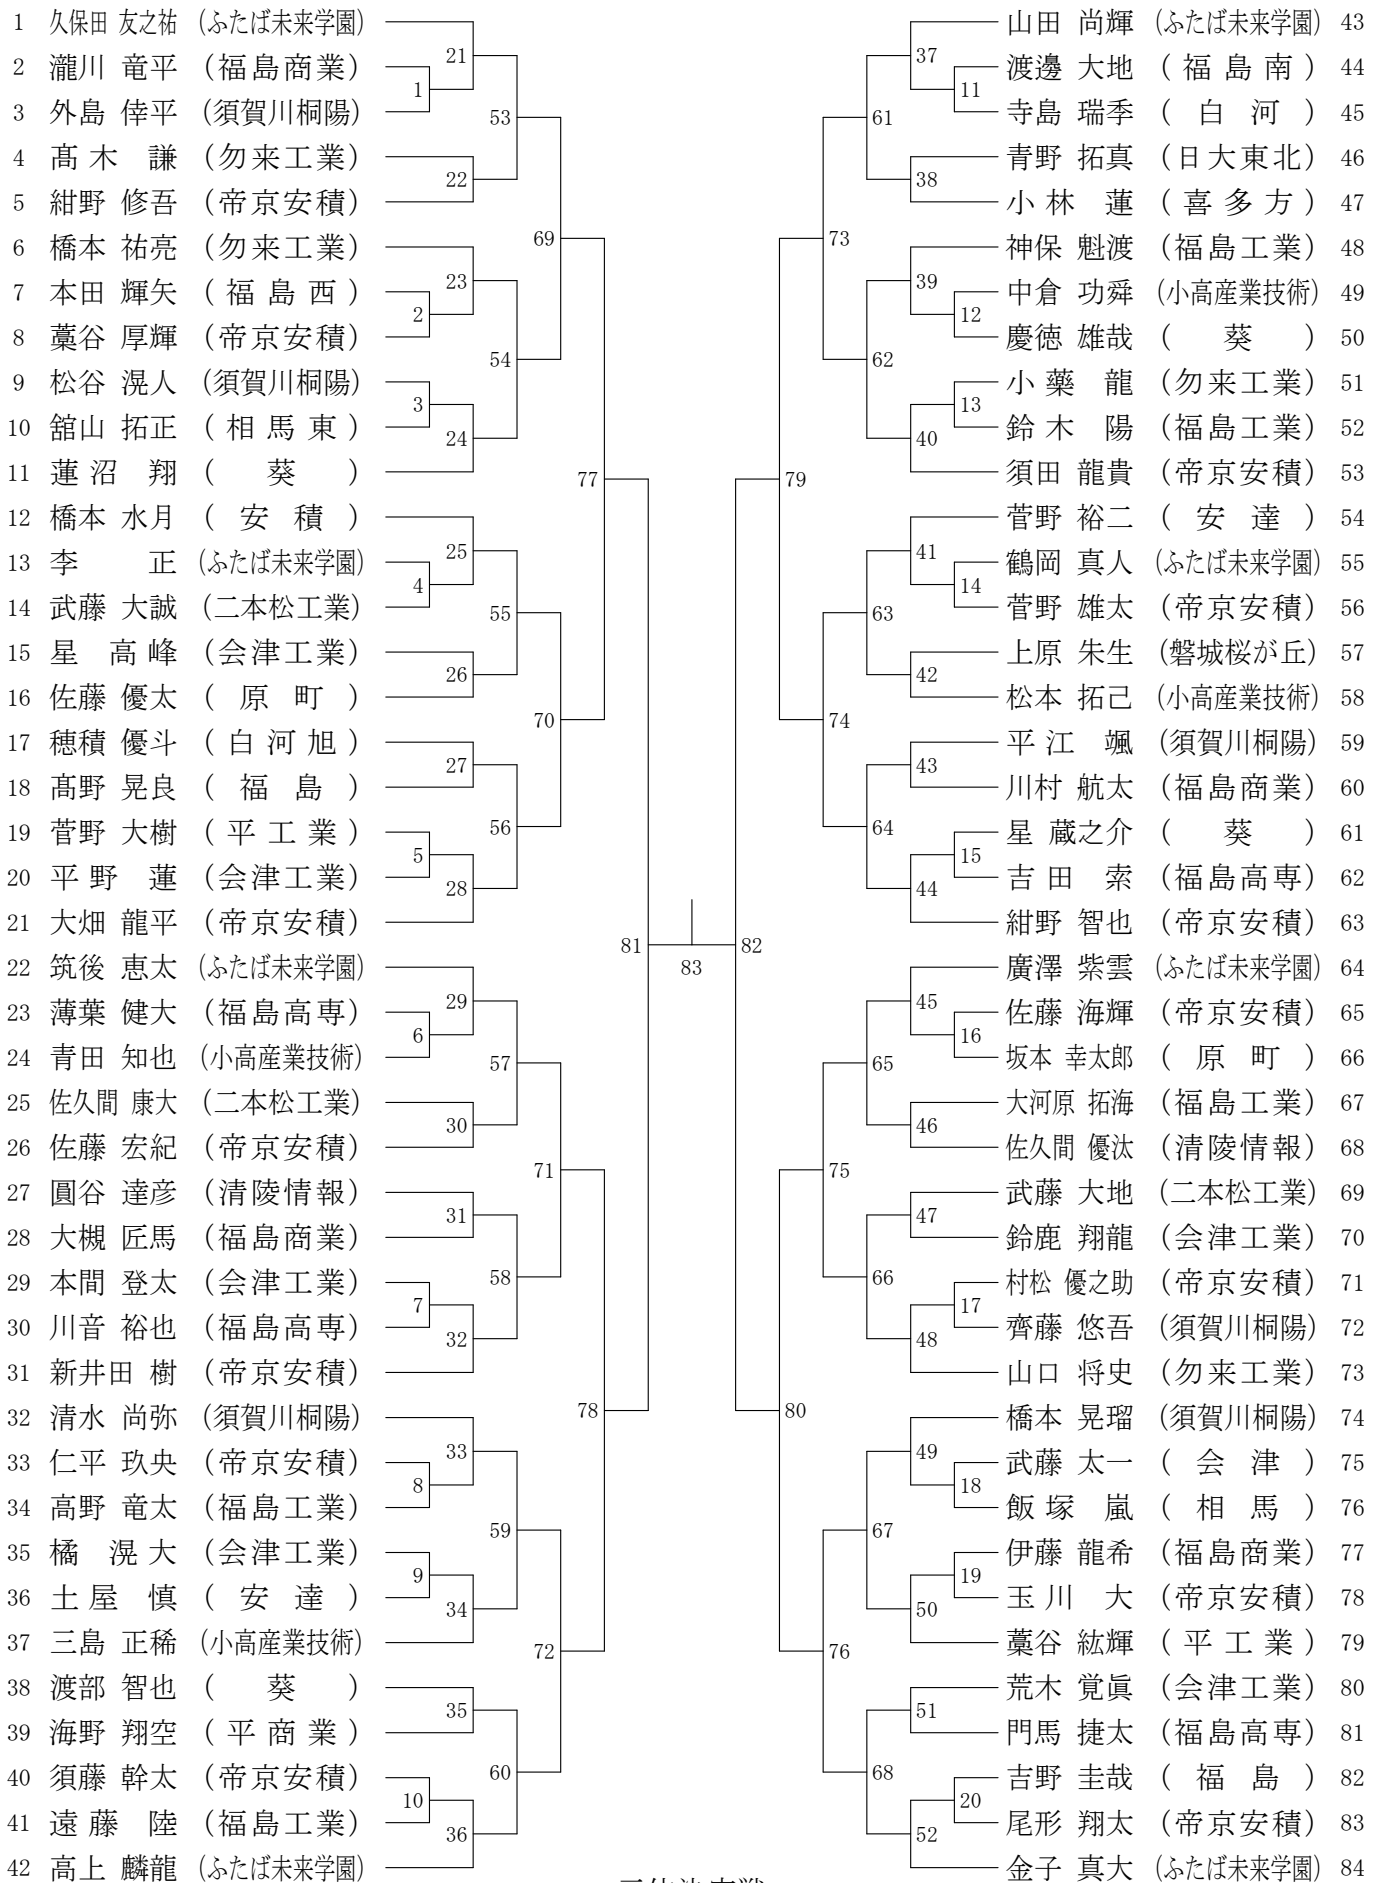 1 久保田 友之祐 (ふたば未来学園)
2 瀧川 竜平 (福島商業)
3 外島 倖平 (須賀川桐陽)
4 髙木 謙 (勿来工業)
5 紺野 修吾 (帝京安積)
6 橋本 祐亮 (勿来工業)
7 本田 輝矢 (福島西)
8 藁谷 厚輝 (帝京安積)
9 松谷 滉人 (須賀川桐陽)
10 舘山 拓正 (相馬東)
11 蓮沼 翔 (葵)
12 橋本 水月 (安積)
13 李 正 (ふたば未来学園)
14 武藤 大誠 (二本松工業)
15 星 高峰 (会津工業)
16 佐藤 優太 (原町)
17 穂積 優斗 (白河旭)
18 髙野 晃良 (福島)
19 菅野 大樹 (平工業)
20 平野 蓮 (会津工業)
21 大畑 龍平 (帝京安積)
22 筑後 恵太 (ふたば未来学園)
23 薄葉 健大 (福島高専)
24 青田 知也 (小高産業技術)
25 佐久間 康大 (二本松工業)
26 佐藤 宏紀 (帝京安積)
27 圓谷 達彦 (清陵情報)
28 大槻 匠馬 (福島商業)
29 本間 登太 (会津工業)
30 川音 裕也 (福島高専)
31 新井田 樹 (帝京安積)
32 清水 尚弥 (須賀川桐陽)
33 仁平 玖央 (帝京安積)
34 高野 竜太 (福島工業)
35 橘 滉大 (会津工業)
36 土屋 慎 (安達)
37 三島 正稀 (小高産業技術)
38 渡部 智也 (葵)
39 海野 翔空 (平商業)
40 須藤 幹太 (帝京安積)
41 遠藤 陸 (福島工業)
42 高上 麟龍 (ふたば未来学園)
1
2
3
4
5
6
7
8
9
10
21
22
23
24
25
26
27
28
29
30
31
32
33
34
35
36
53
54
55
56
57
58
59
60
69
70
71
72
77
78
81
83
82
79
80
73
74
75
76
61
62
63
64
65
66
67
68
37
38
39
40
41
42
43
44
45
46
47
48
49
50
51
52
11
12
13
14
15
16
17
18
19
20
山田 尚輝 (ふたば未来学園) 43
渡邊 大地 (福島南) 44
寺島 瑞季 (白河) 45
青野 拓真 (日大東北) 46
小林 蓮 (喜多方) 47
神保 魁渡 (福島工業) 48
中倉 功舜 (小高産業技術) 49
慶徳 雄哉 (葵) 50
小薬 龍 (勿来工業) 51
鈴木 陽 (福島工業) 52
須田 龍貴 (帝京安積) 53
菅野 裕二 (安達) 54
鶴岡 真人 (ふたば未来学園) 55
菅野 雄太 (帝京安積) 56
上原 朱生 (磐城桜が丘) 57
松本 拓己 (小高産業技術) 58
平江 颯 (須賀川桐陽) 59
川村 航太 (福島商業) 60
星 蔵之介 (葵) 61
吉田 索 (福島高専) 62
紺野 智也 (帝京安積) 63
廣澤 紫雲 (ふたば未来学園) 64
佐藤 海輝 (帝京安積) 65
坂本 幸太郎 (原町) 66
大河原 拓海 (福島工業) 67
佐久間 優汰 (清陵情報) 68
武藤 大地 (二本松工業) 69
鈴鹿 翔龍 (会津工業) 70
村松 優之助 (帝京安積) 71
齊藤 悠吾 (須賀川桐陽) 72
山口 将史 (勿来工業) 73
橋本 晃瑠 (須賀川桐陽) 74
武藤 太一 (会津) 75
飯塚 嵐 (相馬) 76
伊藤 龍希 (福島商業) 77
玉川 大 (帝京安積) 78
藁谷 紘輝 (平工業) 79
荒木 覚眞 (会津工業) 80
門馬 捷太 (福島高専) 81
吉野 圭哉 (福島) 82
尾形 翔太 (帝京安積) 83
金子 真大 (ふたば未来学園) 84